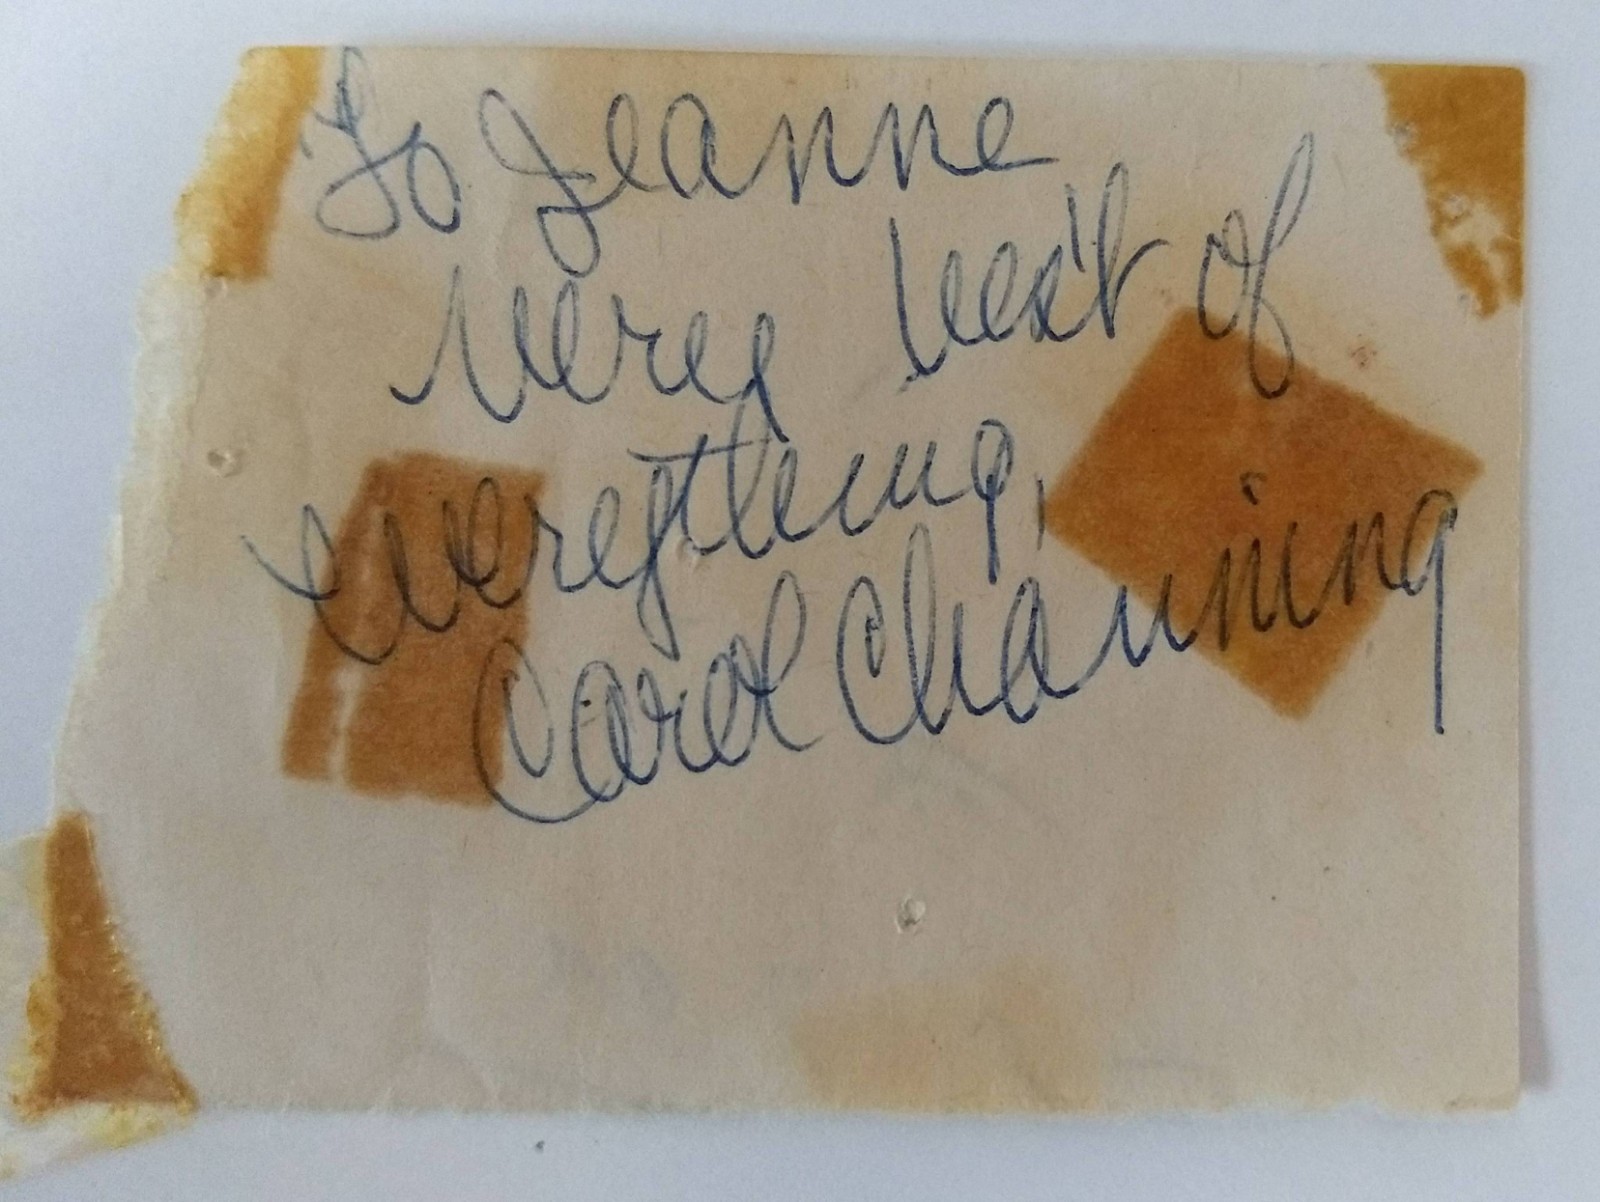 To Jeanne
Very best of
everything,
Carol Channing